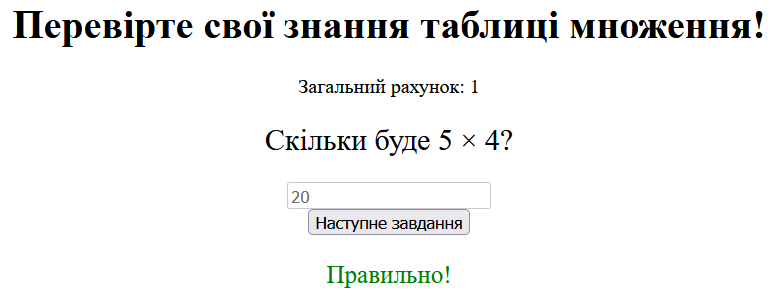 Перевірте свої знання таблиці множення!
Загальний рахунок: 1
Скільки буде 5 × 4?
20
Наступне завдання
Правильно!